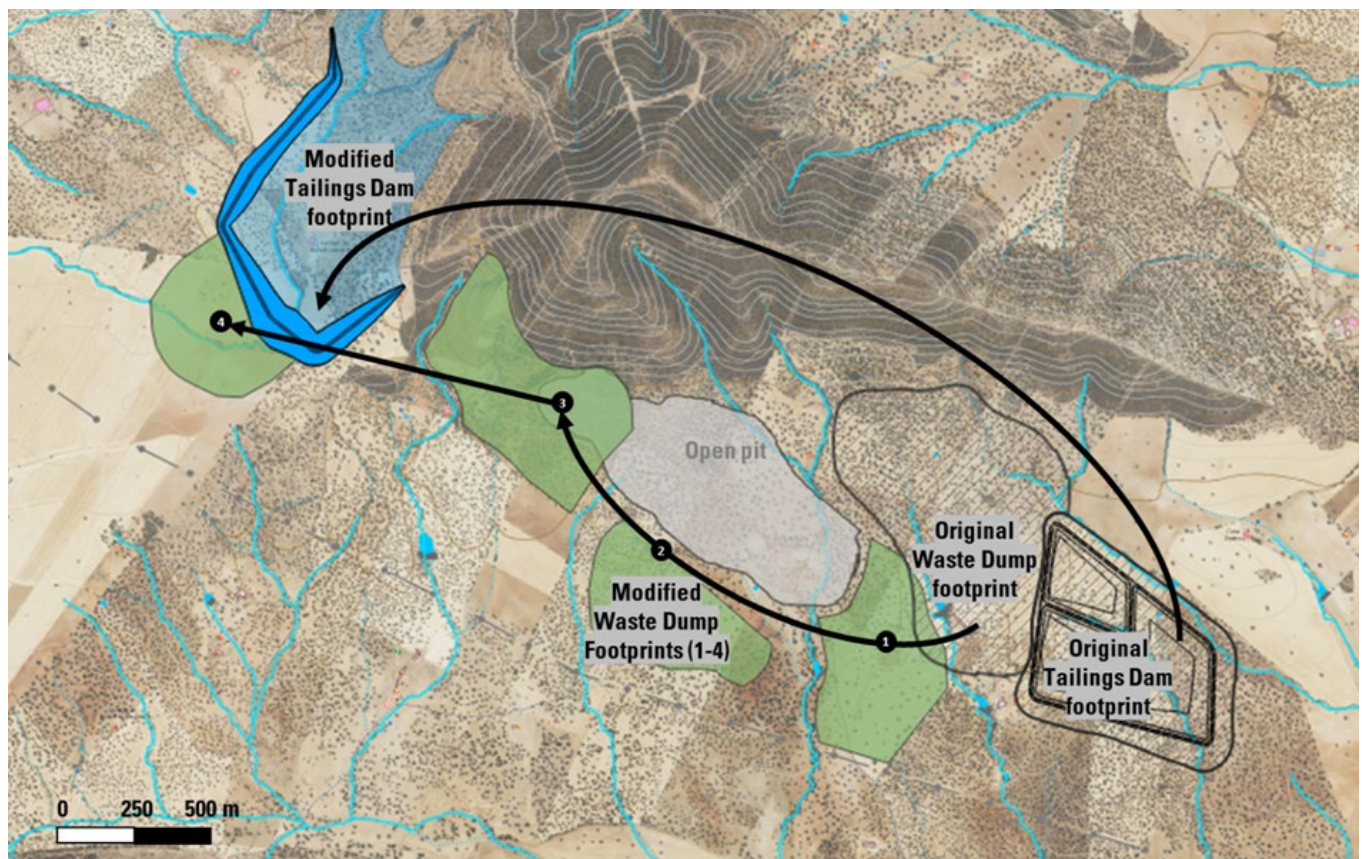 Modified
Tailings Dam
footprint
4
3
Open pit
Original
Waste Dump
footprint
2
Modified
Waste Dump
Footprints (1-4)
1
Original
Tailings Dam
footprint
0 250 500 m